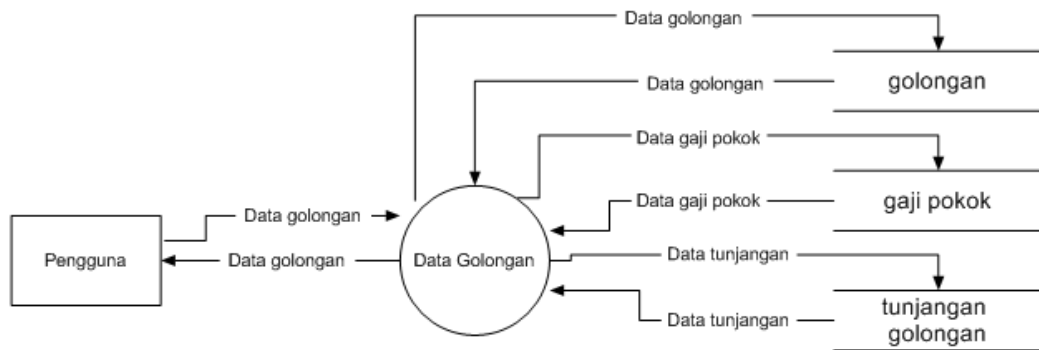 Data golongan
golongan
Data golongan
Data gaji pokok
gaji pokok
Data gaji pokok
Data golongan
Pengguna
Data golongan
Data Golongan
Data tunjangan
tunjangan
golongan
Data tunjangan